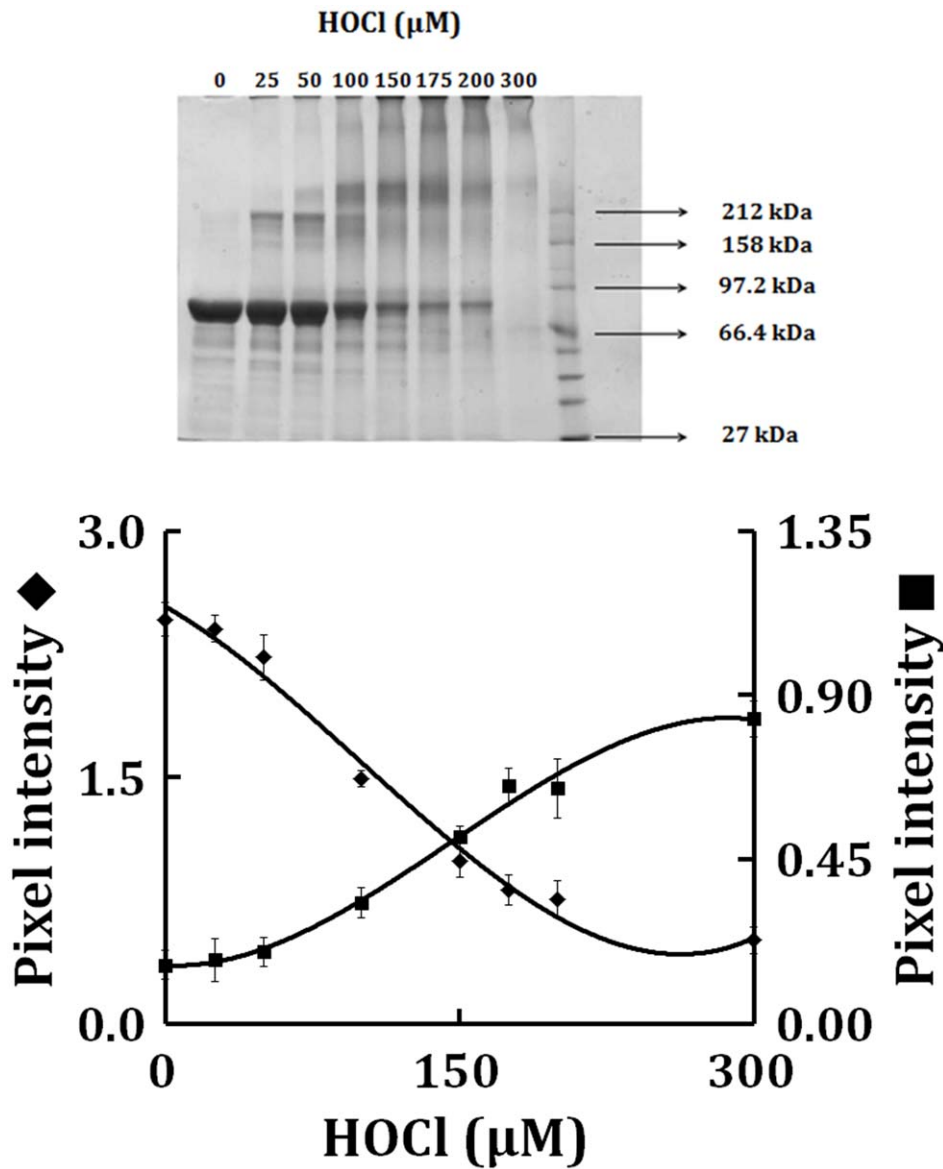 HOCl (μM)
0 25 50 100 150 175 200 300
212 kDa
158 kDa
97.2 kDa
66.4 kDa
27 kDa
Pixel intensity
3.0
1.5
0.0
1.35
0.90
0.45
0.00
Pixel intensity
0 150 300
HOCl (μM)